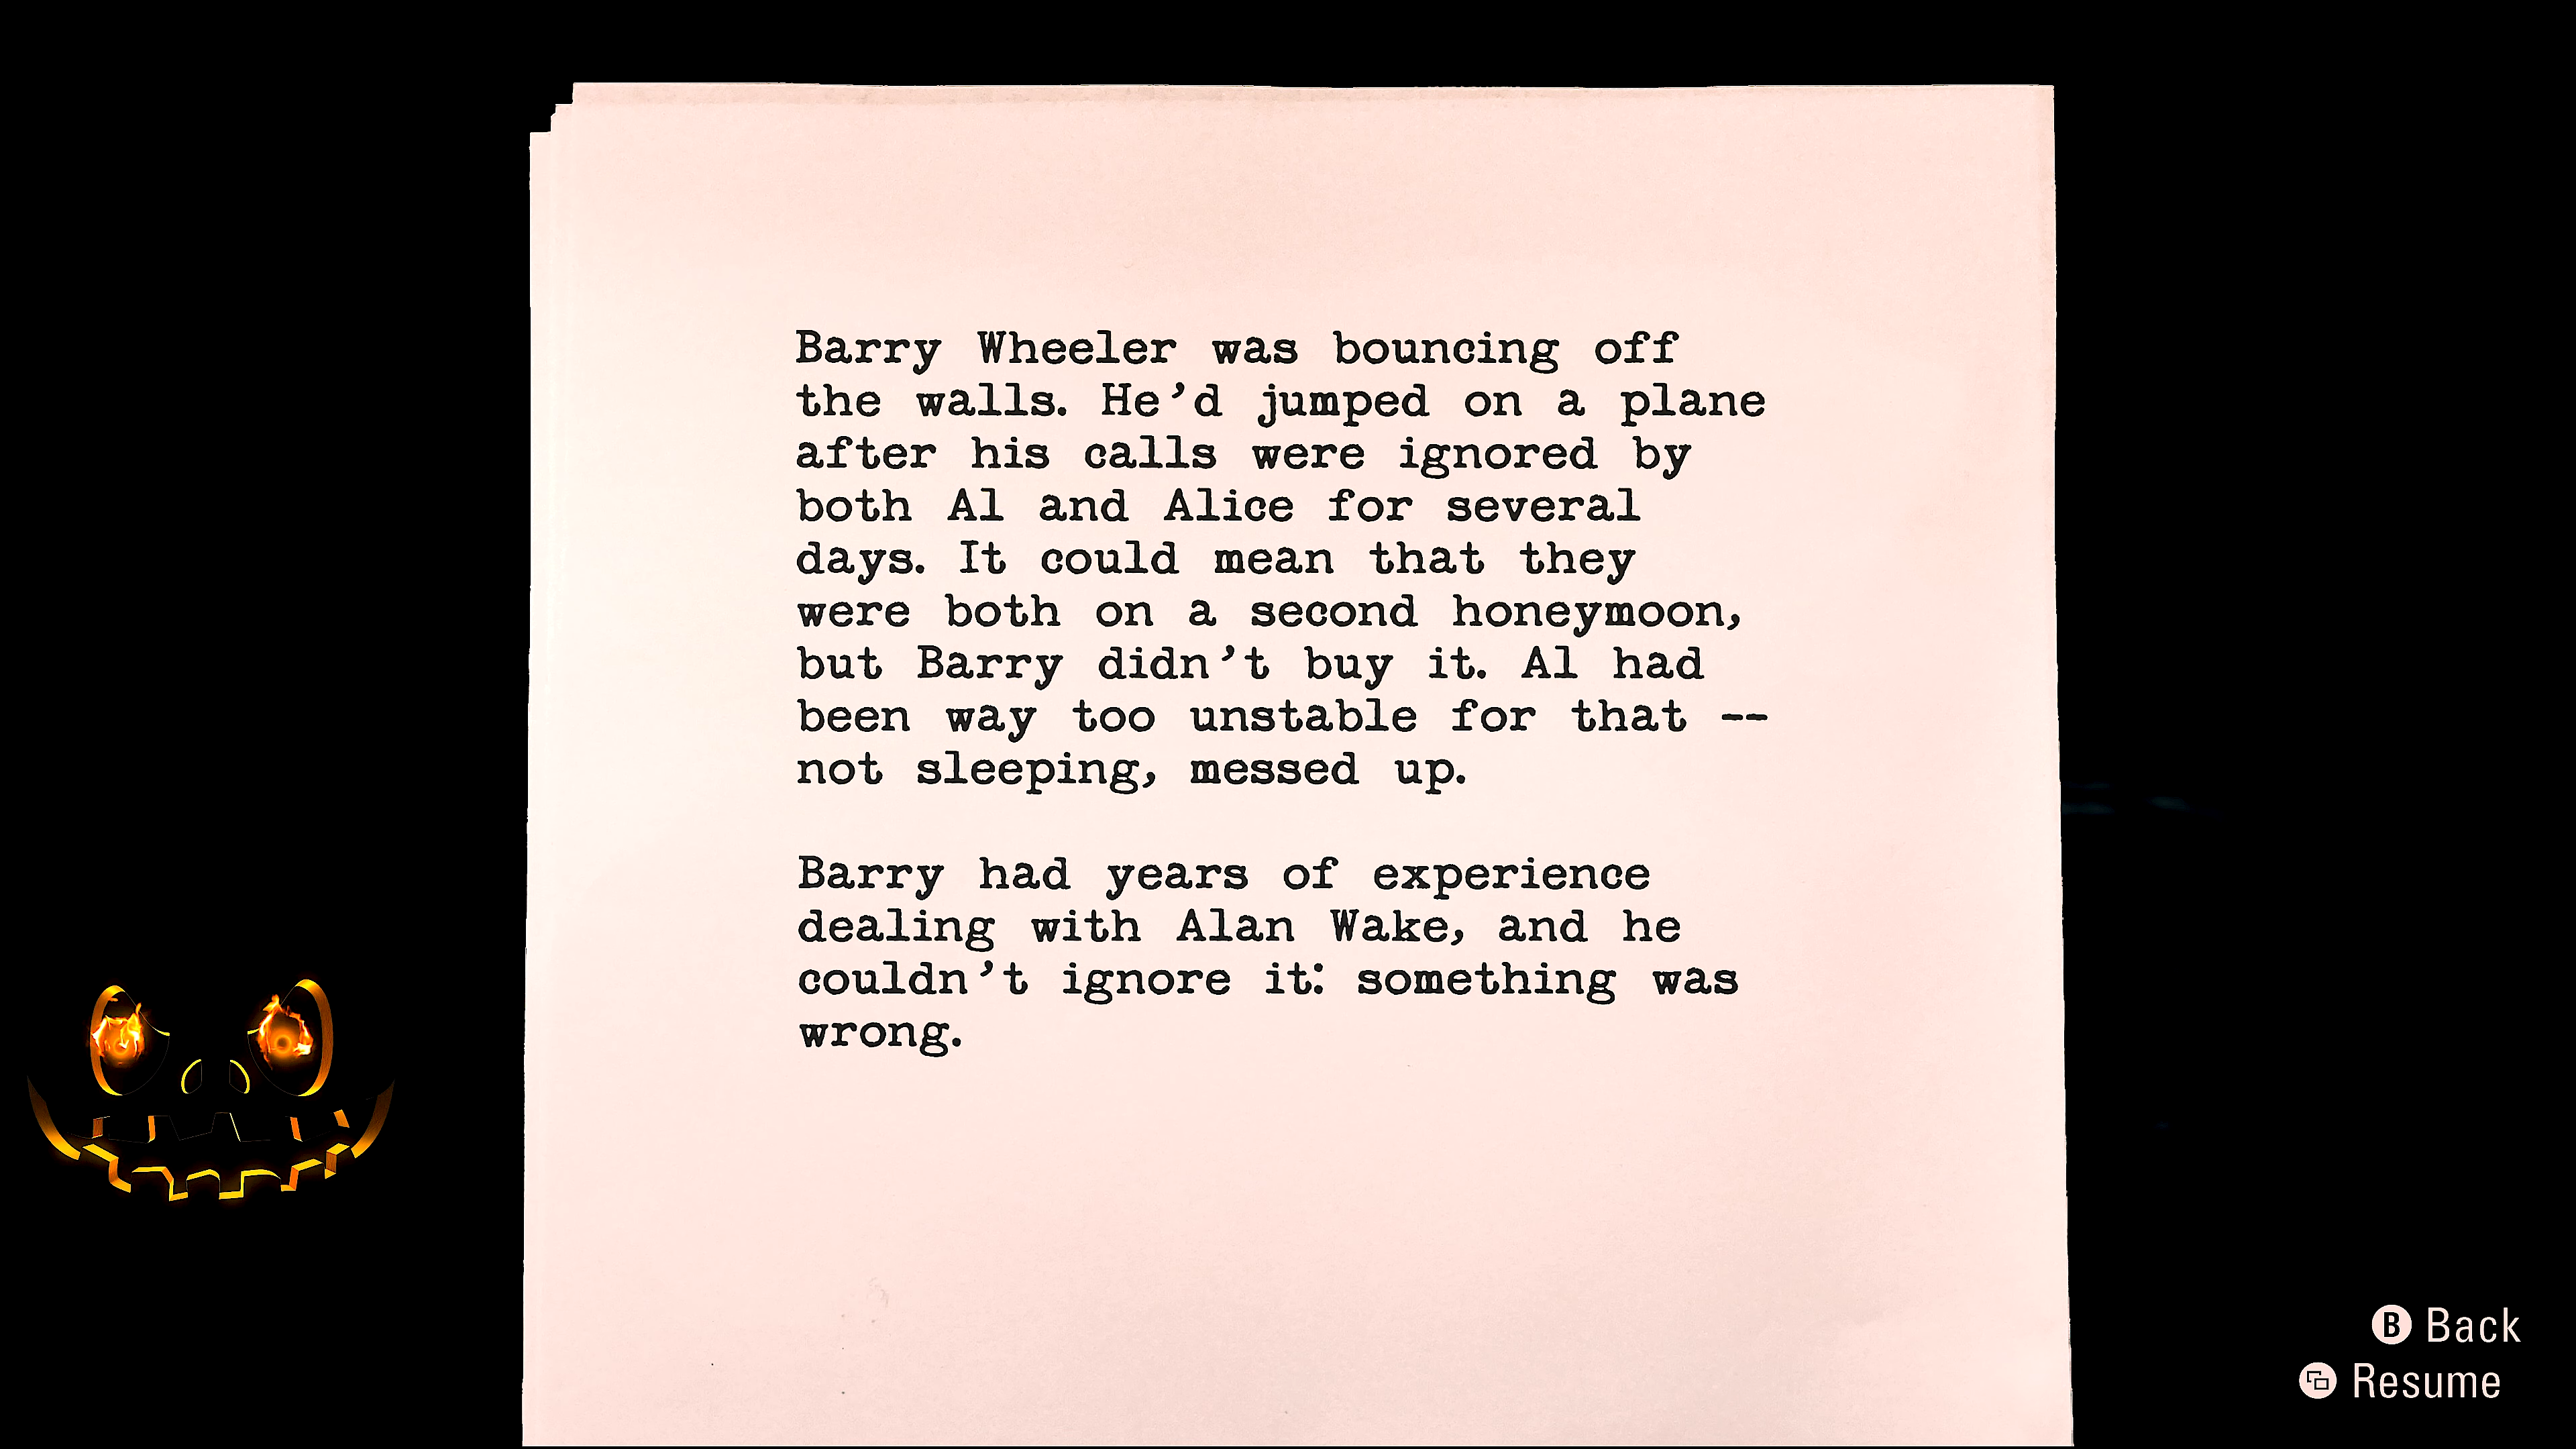 Barry Wheeler was bouncing off
the walls. He’d jumped on a plane
after his calls were ignored by
both Al and Alice for several
days. It could mean that they
were both on a second honeymoon,
but Barry didn’t buy it. Al had
been way too unstable for that --
not sleeping, messed up.
Barry had years of experience
dealing with Alan Wake, and he
couldn’t ignore it: something was
wrong.
B Back
Resume